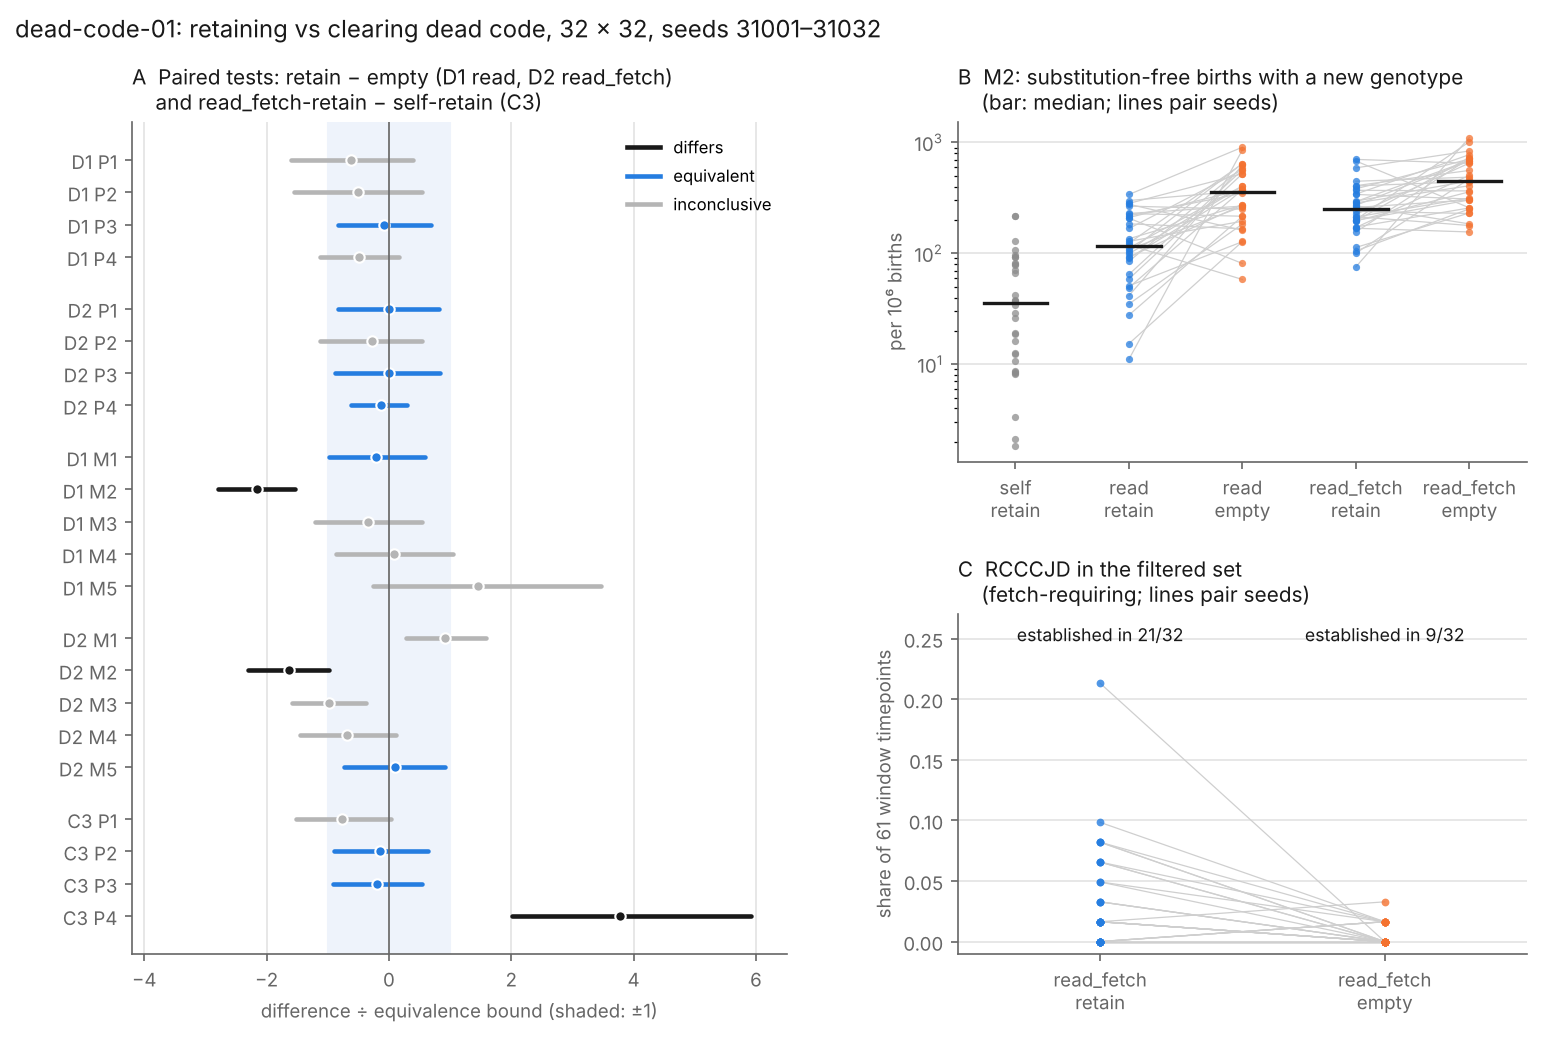 dead-code-01: retaining vs clearing dead code, 32 × 32, seeds 31001–31032
A  Paired tests: retain − empty (D1 read, D2 read_fetch)
and read_fetch-retain − self-retain (C3)
differs
equivalent
inconclusive
D1 P1
D1 P2
D1 P3
D1 P4
D2 P1
D2 P2
D2 P3
D2 P4
D1 M1
D1 M2
D1 M3
D1 M4
D1 M5
D2 M1
D2 M2
D2 M3
D2 M4
D2 M5
C3 P1
C3 P2
C3 P3
C3 P4
−4 −2 0 2 4 6
difference ÷ equivalence bound (shaded: ±1)
B  M2: substitution-free births with a new genotype
(bar: median; lines pair seeds)
per 10⁶ births
10³
10²
10¹
self read read read_fetch read_fetch
retain retain empty retain empty
C  RCCCJD in the filtered set
(fetch-requiring; lines pair seeds)
established in 21/32 established in 9/32
share of 61 window timepoints
0.25
0.20
0.15
0.10
0.05
0.00
read_fetch read_fetch
retain empty